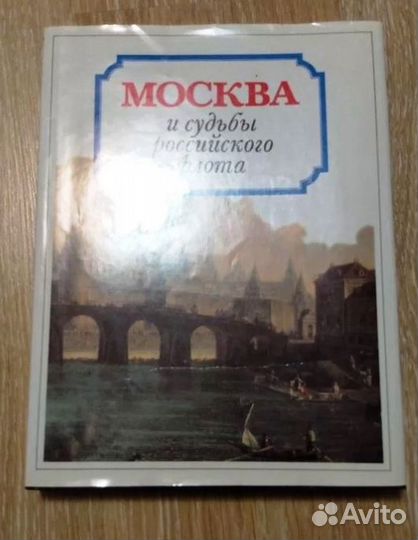 МОСКВА
и судьбы
российского
флота
Avito